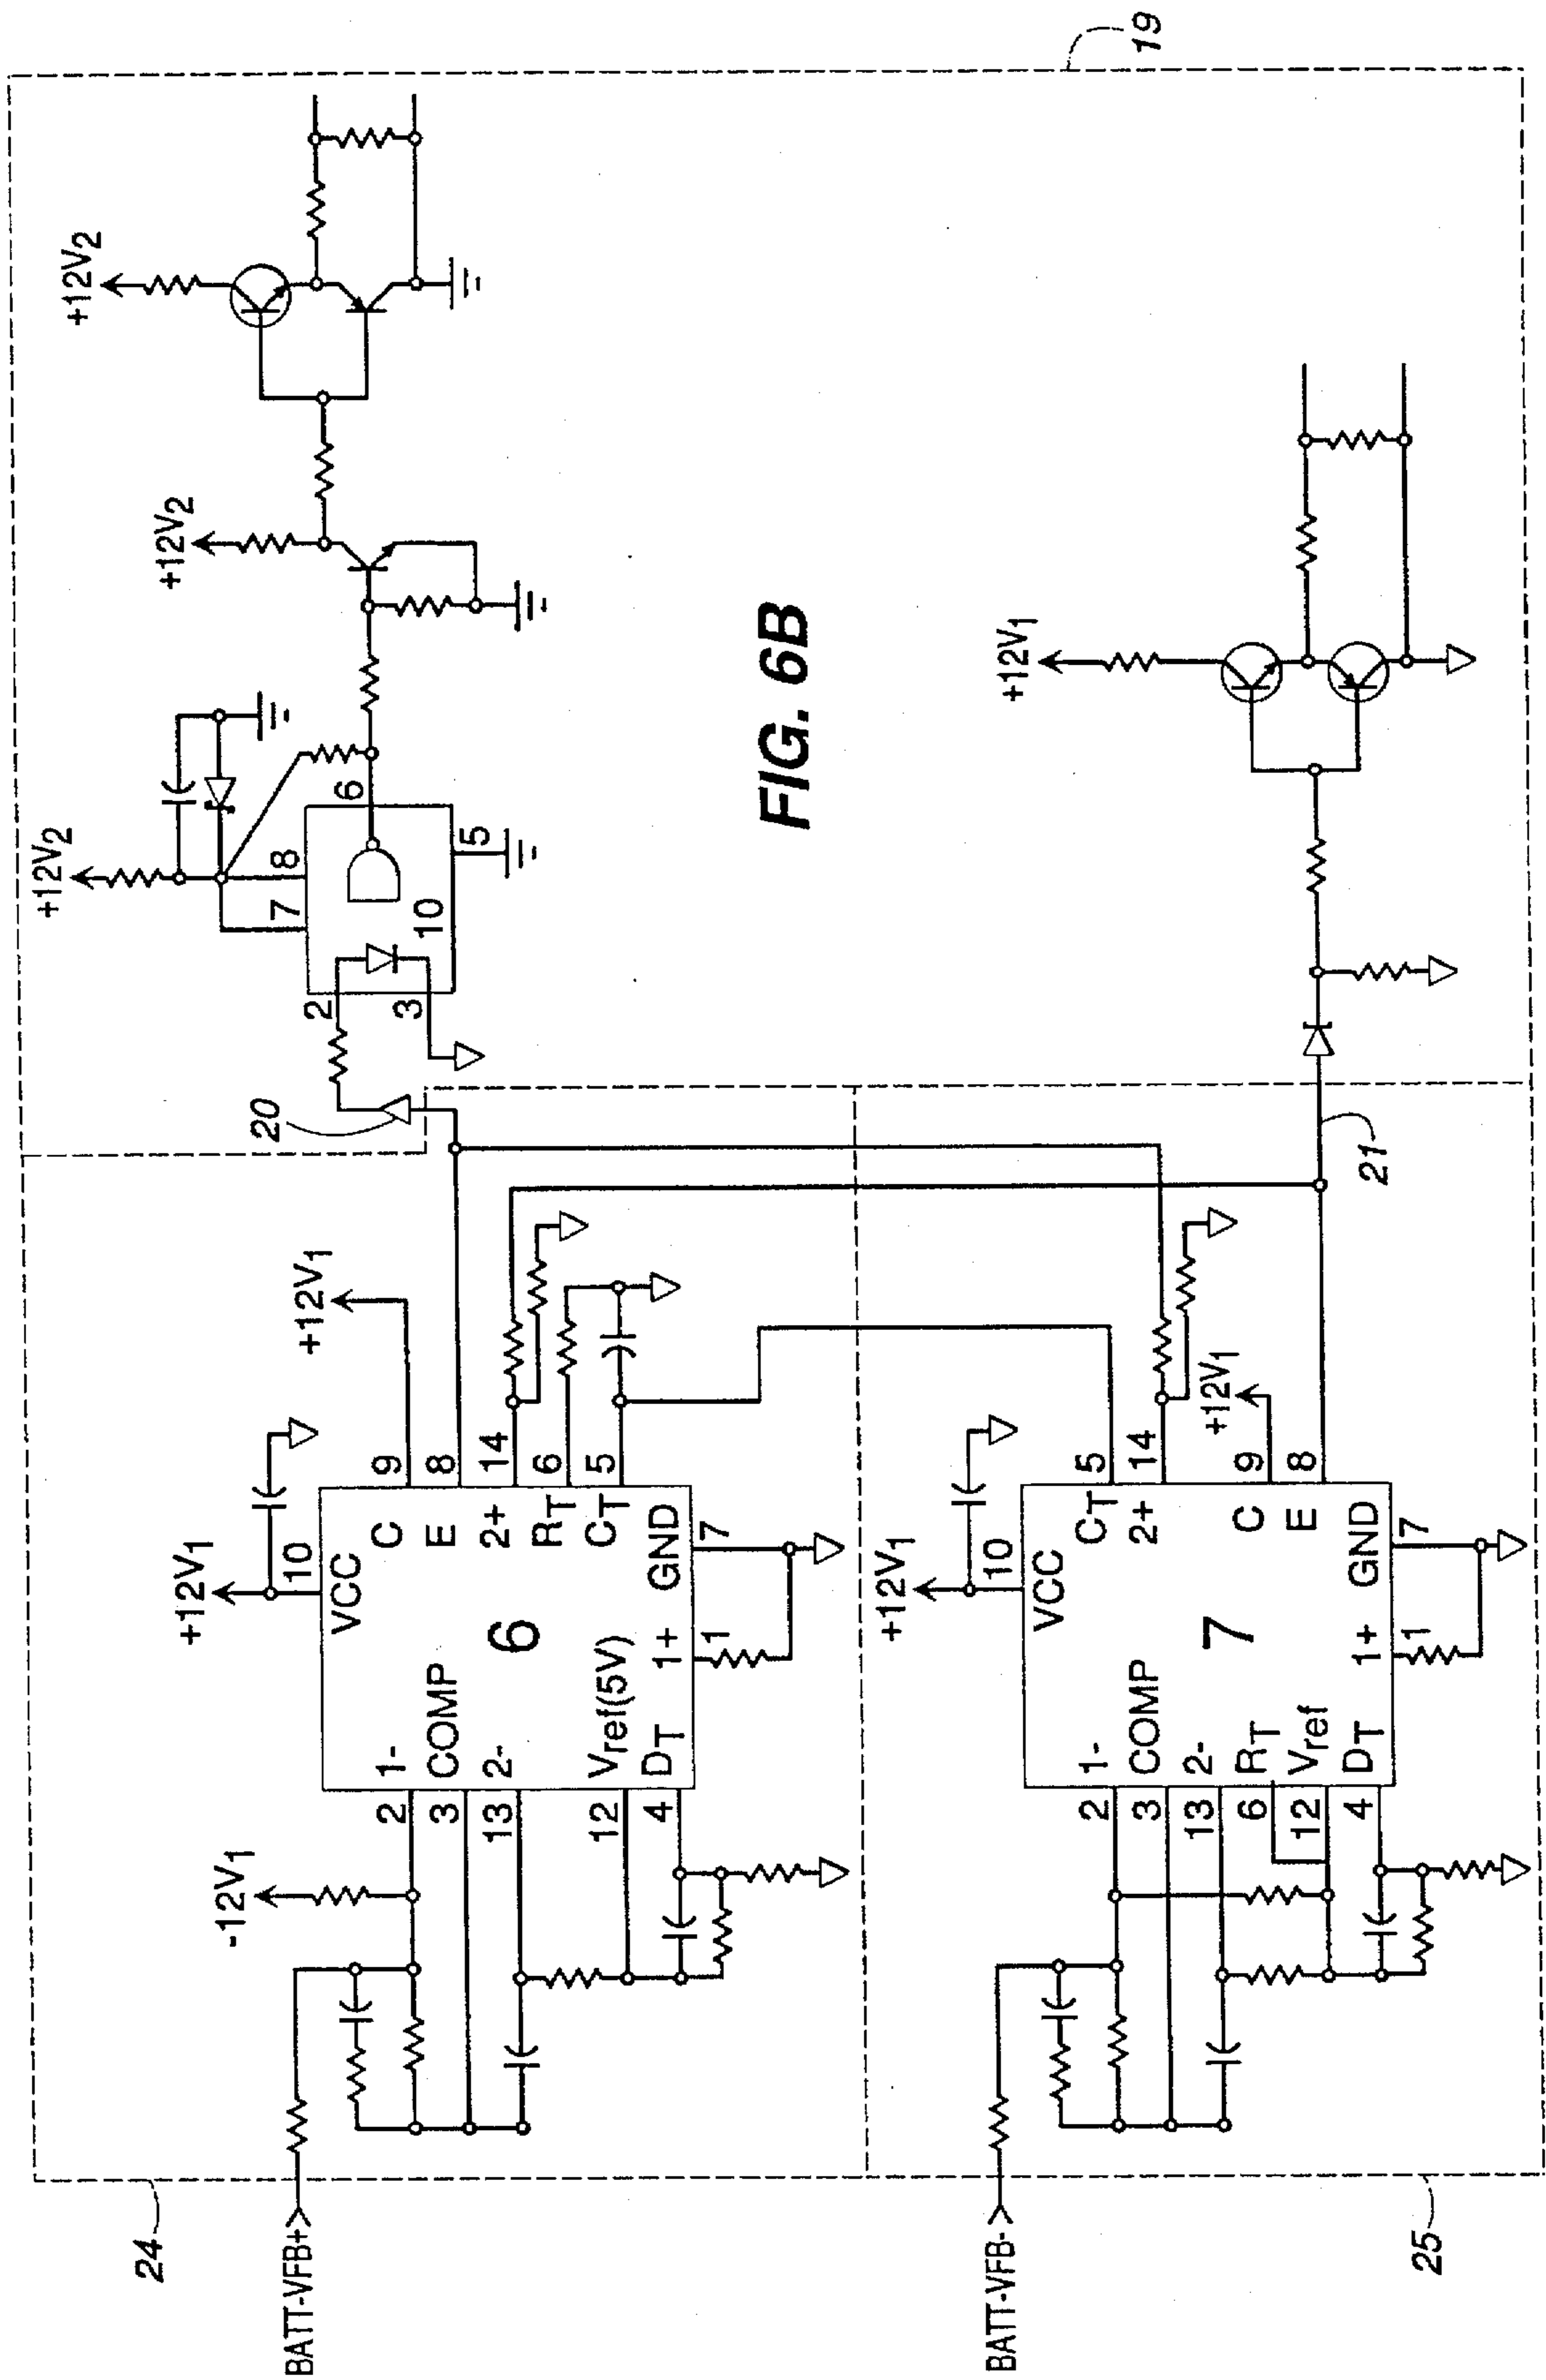 19
+12V2
+12V2
+12V2
6
8
7
10
5
2
3
20
FIG. 6B
+12V1
21
24
BATT-VFB+
-12V1
+12V1
+12V1
10
VCC
9
C
8
E
14
2+
6
RT
5
CT
6
2
1-
3
COMP
13
2-
12
Vref(5V)
4
DT
1+
1
GND
7
25
BATT-VFB-
+12V1
10
VCC
5
CT
14
2+
+12V1
9
C
8
E
7
2
1-
3
COMP
13
2-
6
RT
12
Vref
4
DT
1+
1
GND
7